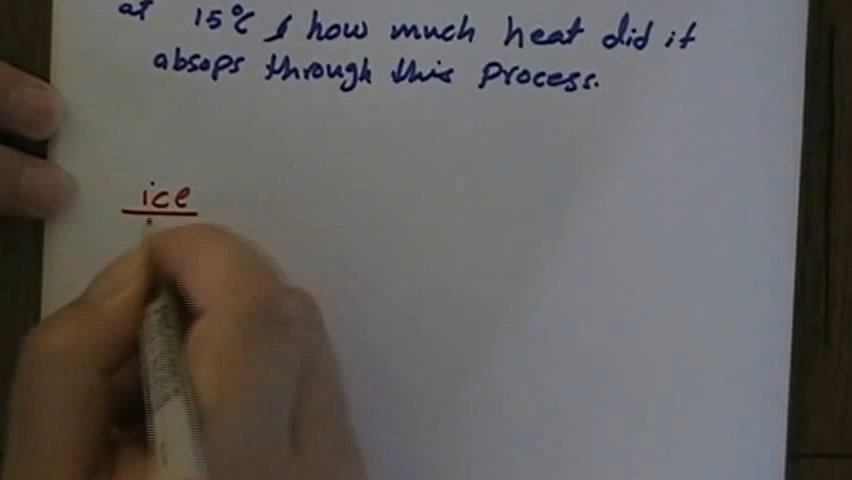 at 15°C, how much heat did it
absops through this process.
ice